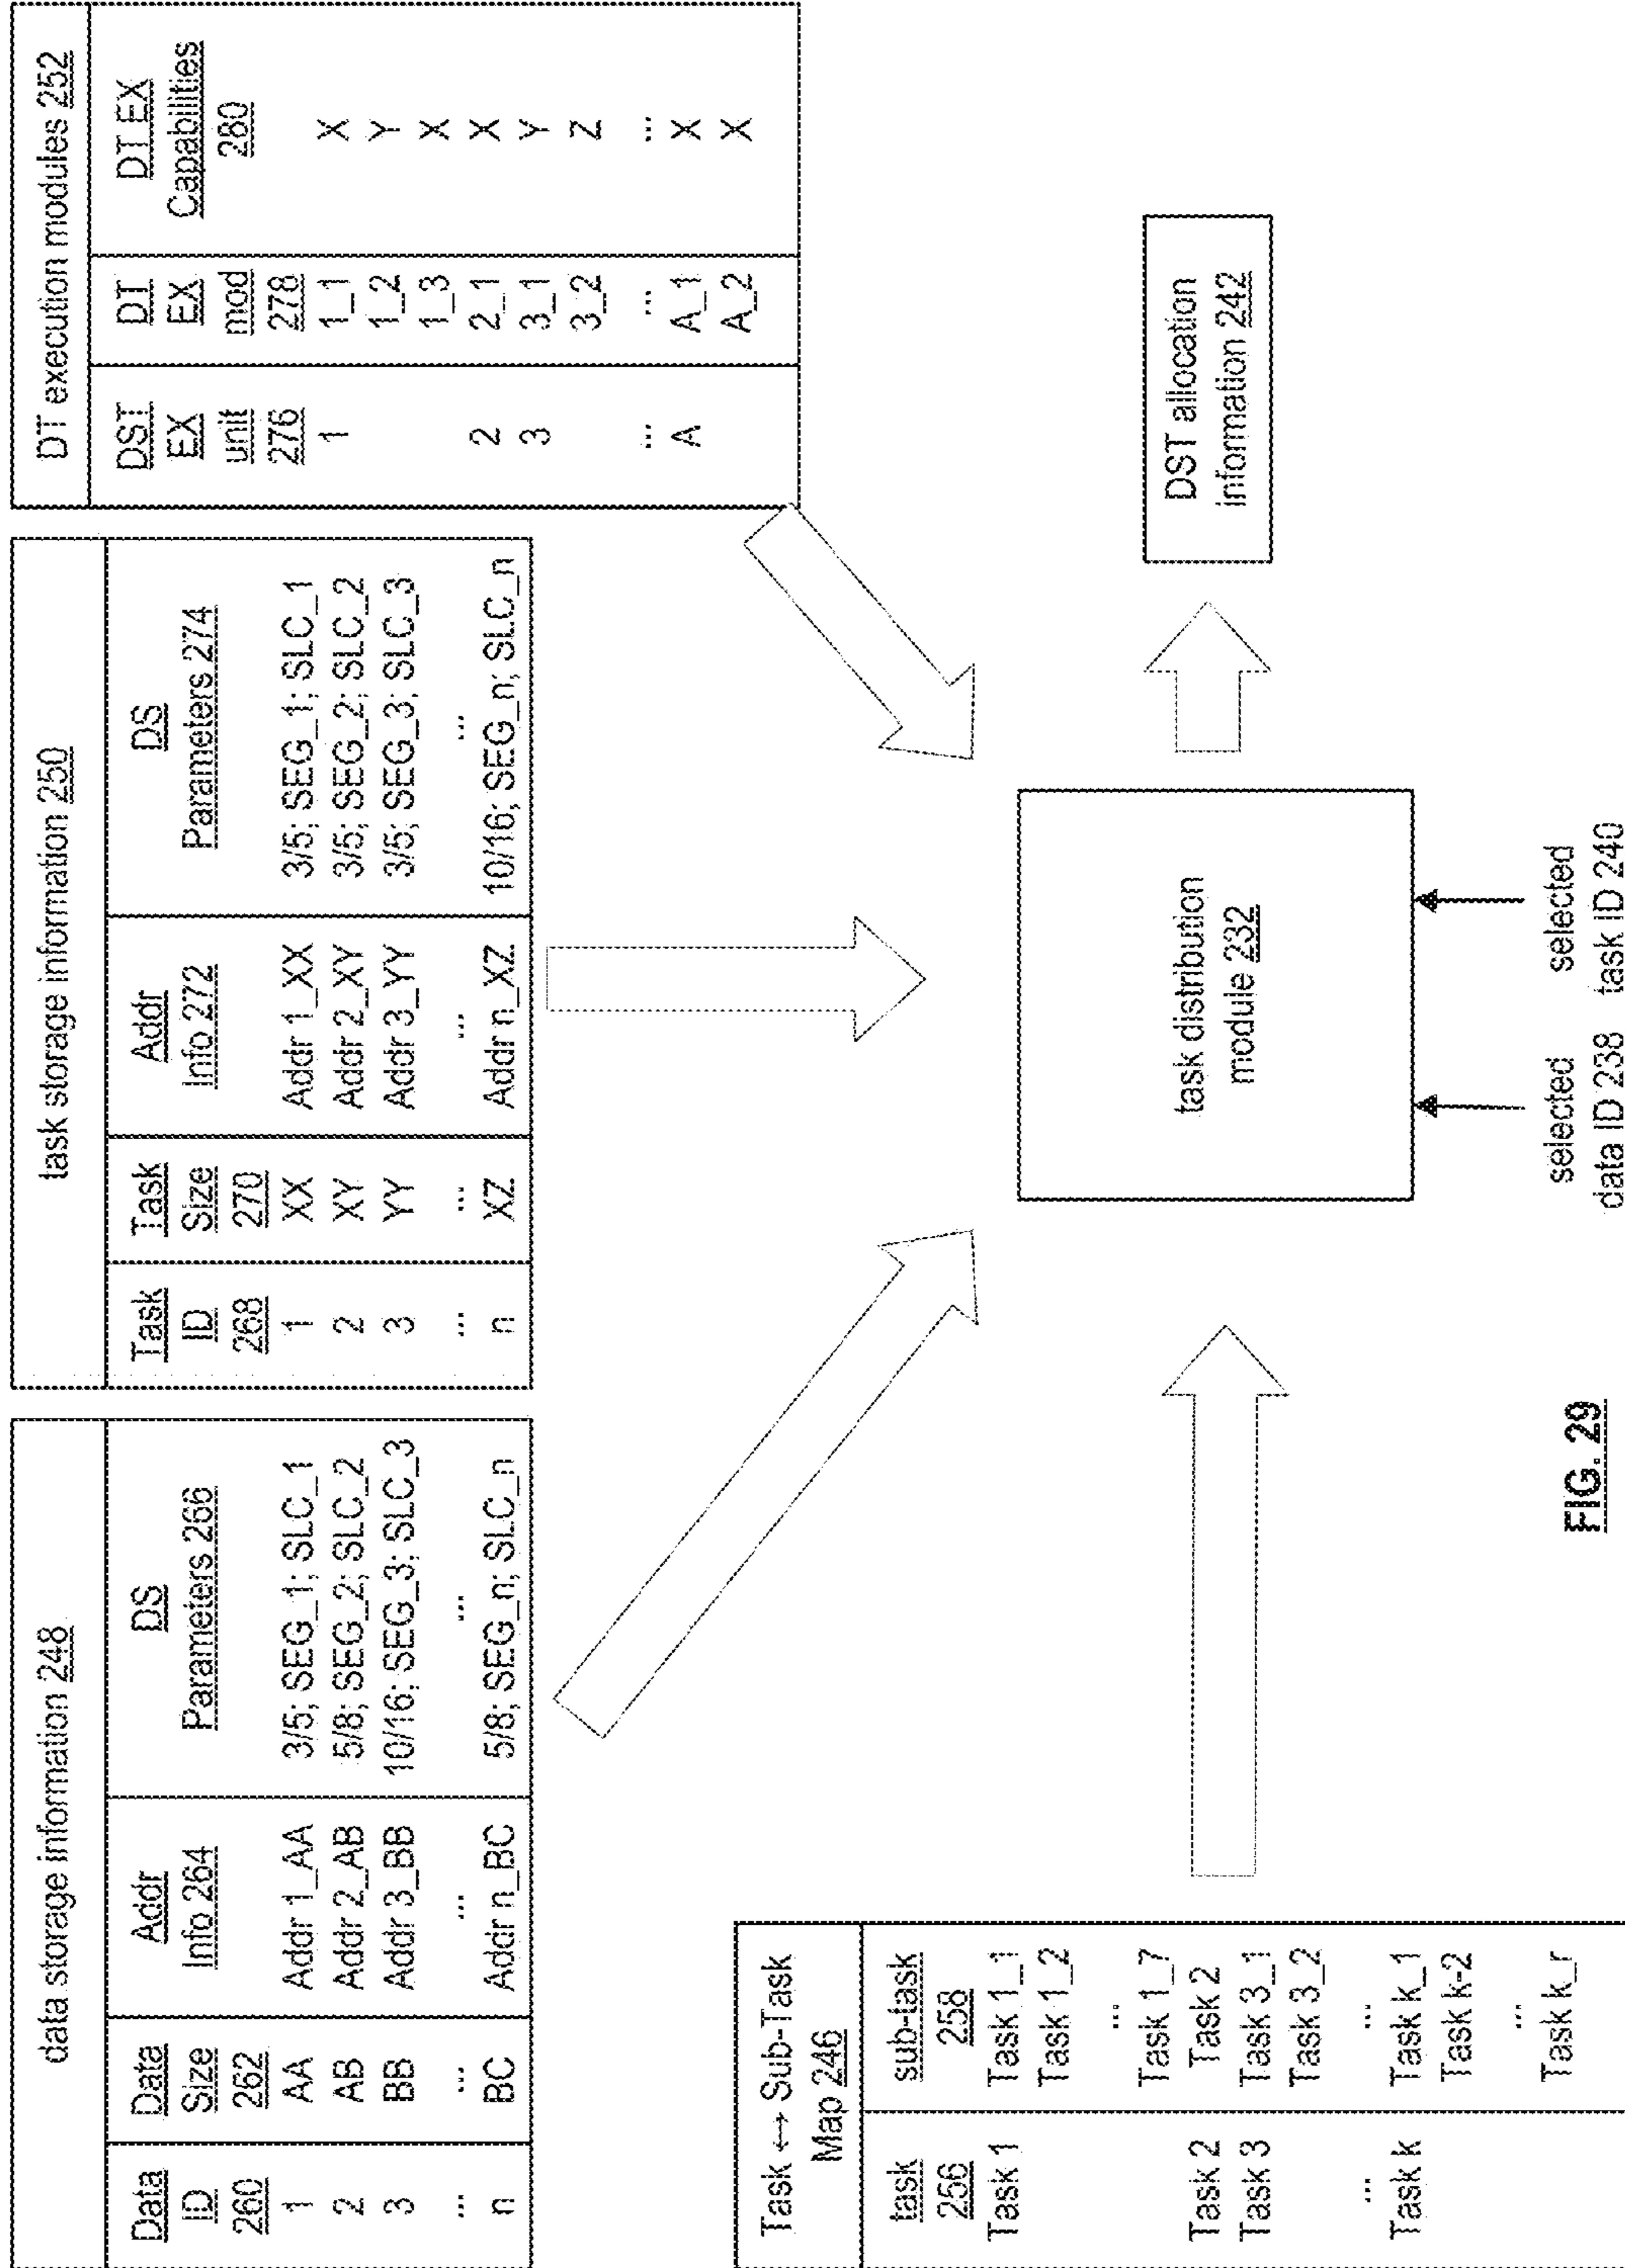 data storage information 248
Data ID 260 Data Size 262 Addr Info 264 DS Parameters 266
1 AA Addr 1_AA 3/5; SEG_1; SLC_1
2 AB Addr 2_AB 5/8; SEG_2; SLC_2
3 BB Addr 3_BB 10/16; SEG_3; SLC_3
... ... ... ...
n BC Addr n_BC 5/8; SEG_n; SLC_n
task storage information 250
Task ID 268 Task Size 270 Addr Info 272 DS Parameters 274
1 XX Addr 1_XX 3/5; SEG_1; SLC_1
2 XY Addr 2_XY 3/5; SEG_2; SLC_2
3 YY Addr 3_YY 3/5; SEG_3; SLC_3
... ... ... ...
n XZ Addr n_XZ 10/16; SEG_n; SLC_n
DT execution modules 252
DST EX unit 276 DT EX mod 278 DT EX Capabilities 280
1 1_1 X
1_2 Y
1_3 X
2 2_1 X
3 3_1 Y
3_2 Z
... ... ...
A A_1 X
A_2 X
Task ↔ Sub-Task
Map 246
task 256 sub-task 258
Task 1 Task 1_1
Task 1_2
...
Task 1_7
Task 2 Task 2
Task 3 Task 3_1
Task 3_2
... ...
Task k Task k_1
Task k-2
...
Task k_r
task distribution
module 232
DST allocation
information 242
selected
data ID 238
selected
task ID 240
FIG. 29